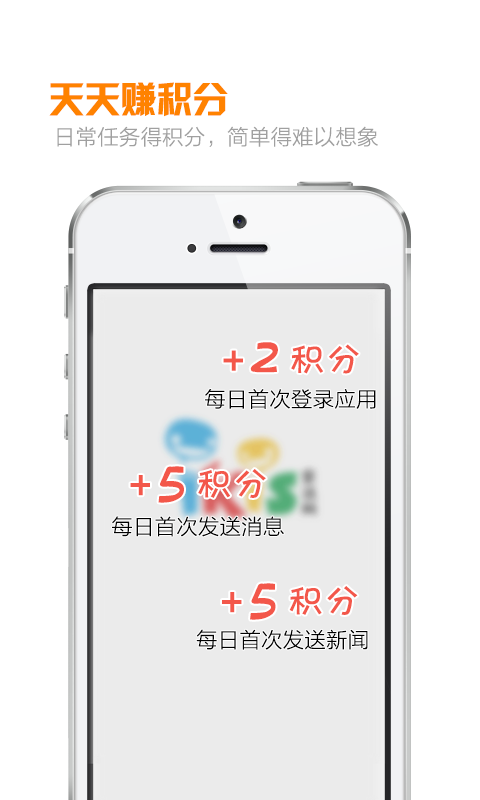 天天赚积分
日常任务得积分，简单得难以想象
+2 积分
每日首次登录应用
+5 积分
每日首次发送消息
+5 积分
每日首次发送新闻